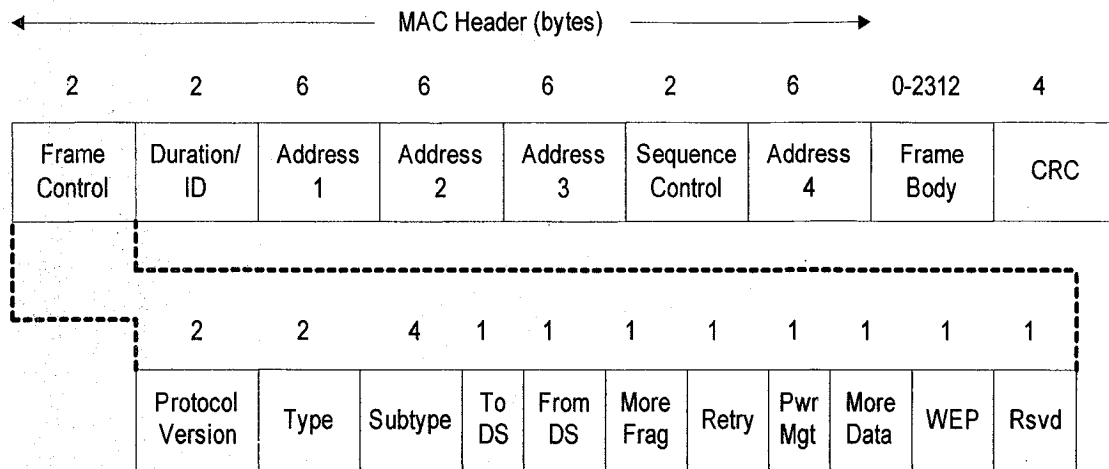 MAC Header (bytes)
2 2 6 6 6 2 6 0-2312 4
Frame Control Duration/ ID Address 1 Address 2 Address 3 Sequence Control Address 4 Frame Body CRC
2 2 4 1 1 1 1 1 1 1 1
Protocol Version Type Subtype To DS From DS More Frag Retry Pwr Mgt More Data WEP Rsvd